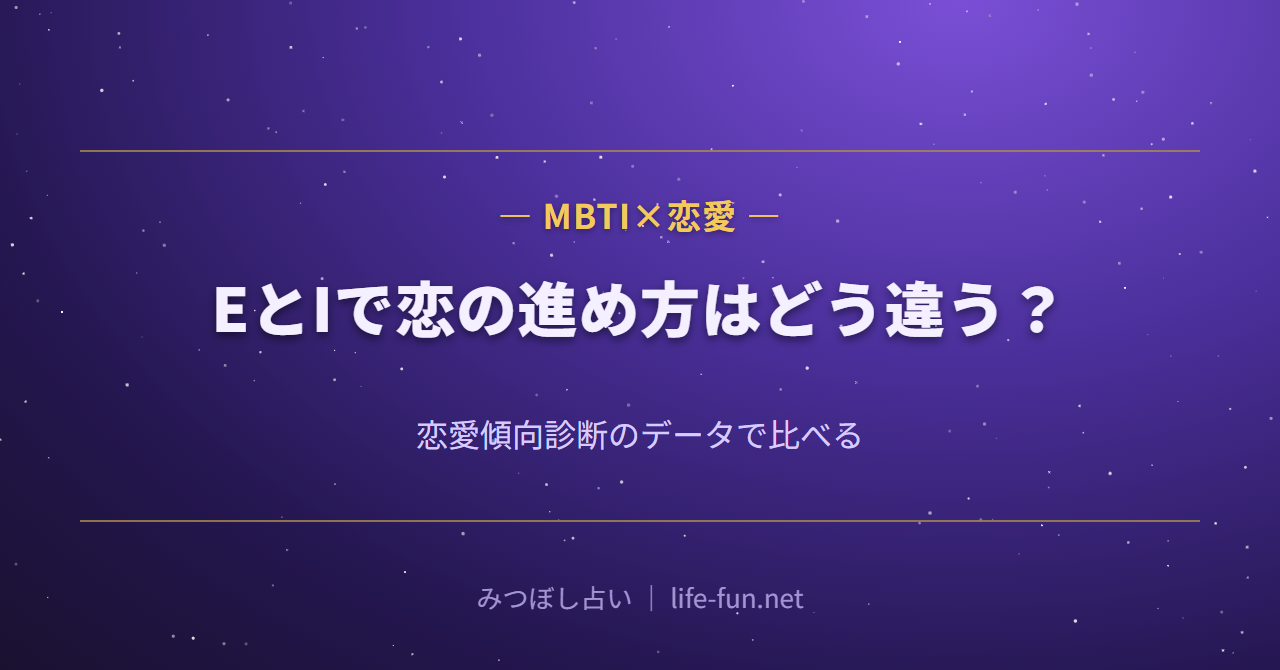 — MBTI×恋愛 —
EとIで恋の進め方はどう違う？
恋愛傾向診断のデータで比べる
みつぼし占い｜life-fun.net